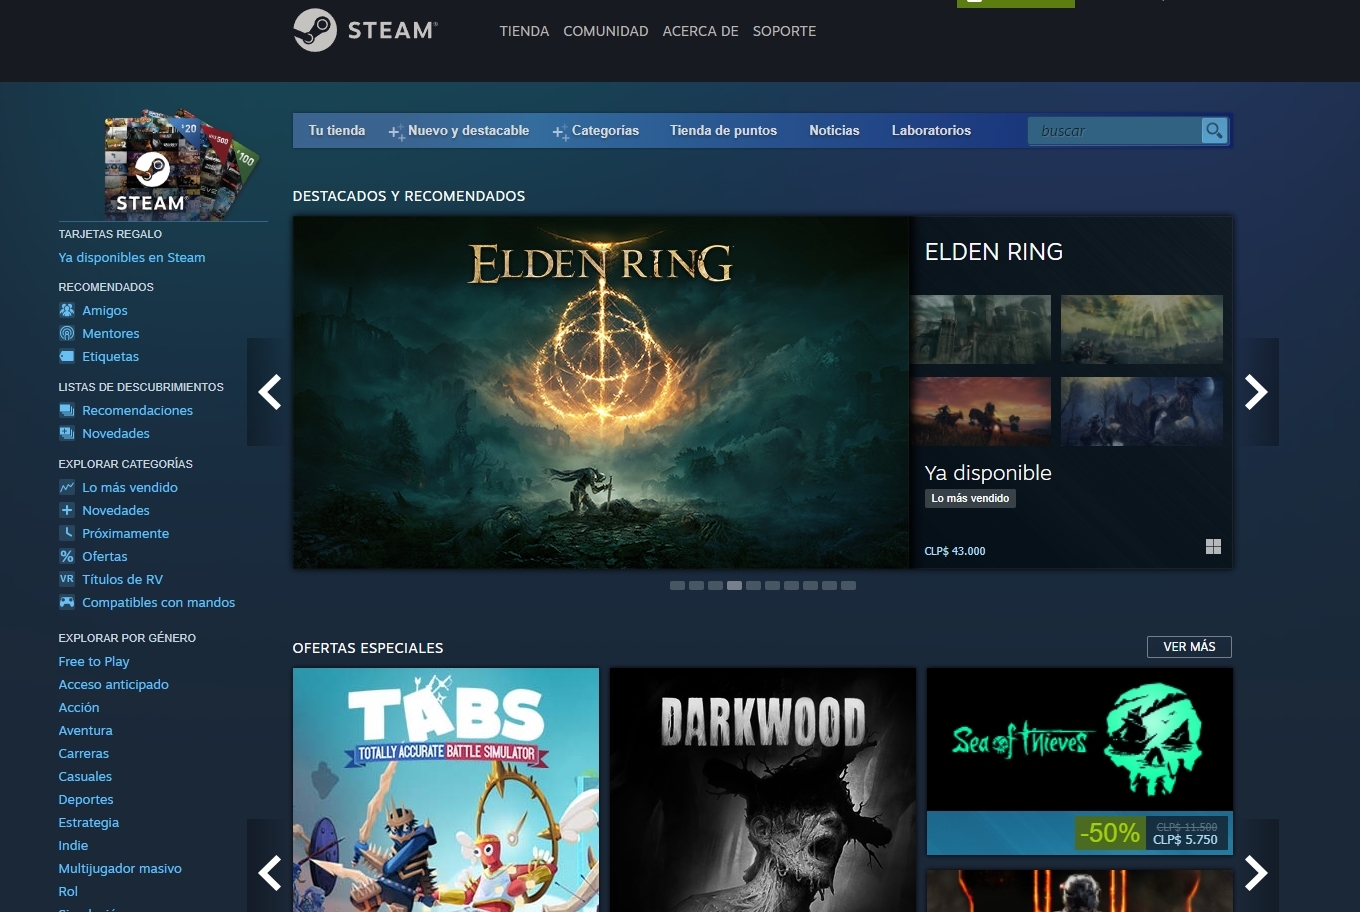 STEAM®
TIENDA COMUNIDAD ACERCA DE SOPORTE
Tu tienda Nuevo y destacable Categorías Tienda de puntos Noticias Laboratorios buscar
$20
$500
$100
STEAM
TARJETAS REGALO
Ya disponibles en Steam
RECOMENDADOS
Amigos
Mentores
Etiquetas
LISTAS DE DESCUBRIMIENTOS
Recomendaciones
Novedades
EXPLORAR CATEGORÍAS
Lo más vendido
Novedades
Próximamente
% Ofertas
VR Títulos de RV
Compatibles con mandos
EXPLORAR POR GÉNERO
Free to Play
Acceso anticipado
Acción
Aventura
Carreras
Casuales
Deportes
Estrategia
Indie
Multijugador masivo
Rol
DESTACADOS Y RECOMENDADOS
ELDEN RING
ELDEN RING
Ya disponible
Lo más vendido
CLP$ 43.000
OFERTAS ESPECIALES
VER MÁS
TABS
TOTALLY ACCURATE BATTLE SIMULATOR
DARKWOOD
Sea of Thieves
-50%
CLP$ 11.500
CLP$ 5.750